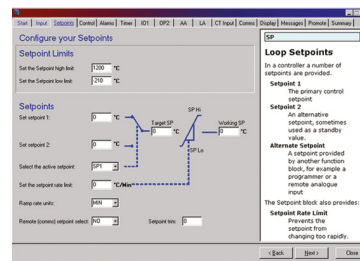 Start | Input | Setpoints | Control | Alarms | Timer | IO1 | OP2 | AA | LA | CT Input | Comms | Display | Messages | Promote | Summary
Configure your Setpoints
Setpoint Limits
Set the Setpoint high limit: 1200 °C
Set the Setpoint low limit: -210 °C
Setpoints
Set setpoint 1: 0 °C
Target SP
0 °C
SP Hi
Working SP
0 °C
Set setpoint 2: 0 °C
SP Lo
Select the active setpoint: SP1
Set the setpoint rate limit: 0 °C/Min
Ramp rate units: MIN
Remote (comms) setpoint select: NO
Setpoint trim: 0
SP
Loop Setpoints
In a controller a number of
setpoints are provided.
Setpoint 1
The primary control
setpoint
Setpoint 2
An alternative
setpoint, sometimes
used as a standby
value.
Alternate Setpoint
A setpoint provided
by another function
block, for example a
programmer or a
remote analogue
input
The Setpoint block also provides:
Setpoint Rate Limit
Prevents the
setpoint from
changing too rapidly.
< Back
Next >
Close